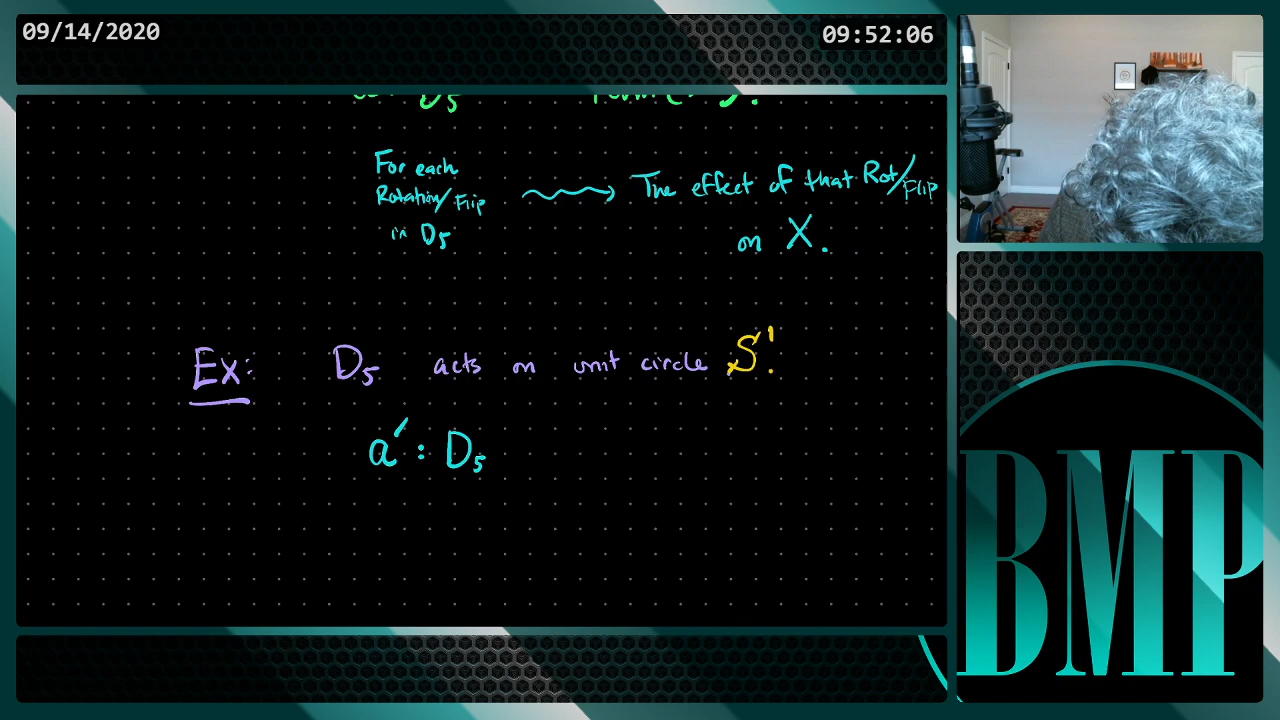 09/14/2020
09:52:06
D5
For each
Rotation/Flip
in D5
The effect of that Rot/Flip
on X.
Ex: D5 acts on unit circle S¹.
a′: D5
BMP